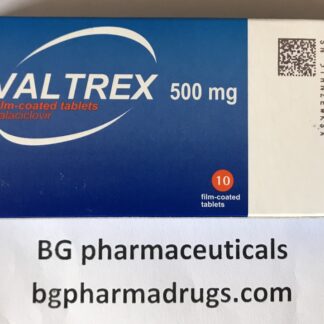 VALTREX 500 mg
film-coated tablets
valaciclovir
10
film-coated
tablets
BG pharmaceuticals
bgpharmadrugs.com